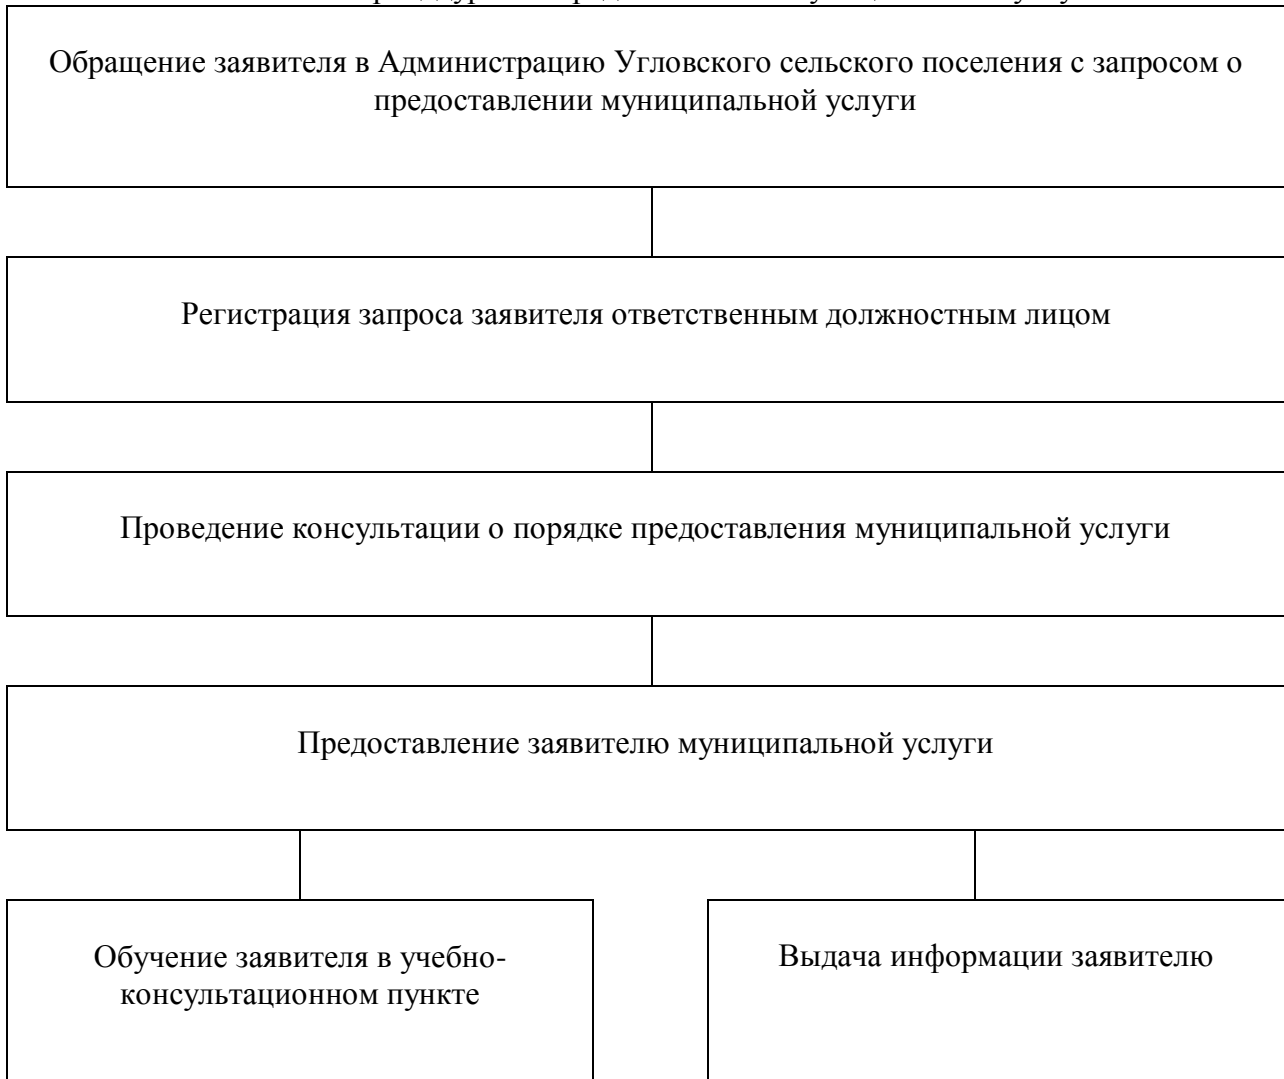 Обращение заявителя в Администрацию Угловского сельского поселения с запросом о
предоставлении муниципальной услуги
Регистрация запроса заявителя ответственным должностным лицом
Проведение консультации о порядке предоставления муниципальной услуги
Предоставление заявителю муниципальной услуги
Обучение заявителя в учебно-
консультационном пункте
Выдача информации заявителю